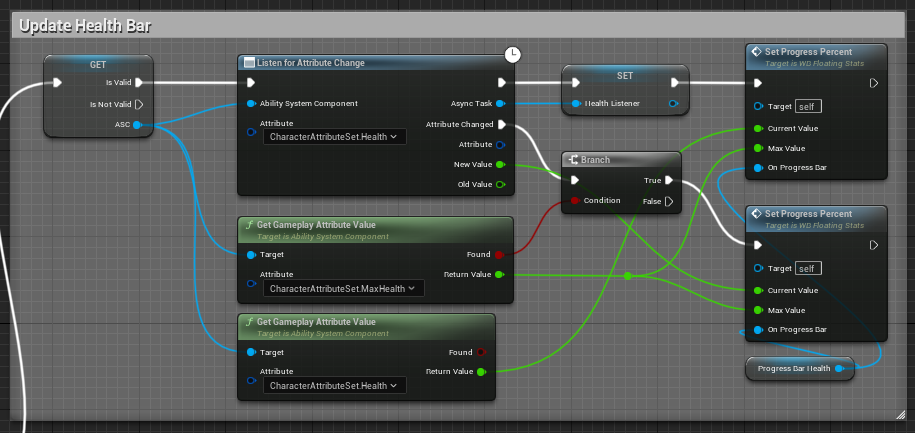 Update Health Bar
GET
Is Valid
Is Not Valid
ASC
Listen for Attribute Change
Ability System Component
Async Task
Attribute
CharacterAttributeSet.Health
Attribute Changed
Attribute
New Value
Old Value
SET
Health Listener
Branch
True
Condition
False
Set Progress Percent
Target is WD Floating Stats
Target
self
Current Value
Max Value
On Progress Bar
Set Progress Percent
Target is WD Floating Stats
Target
self
Current Value
Max Value
On Progress Bar
Get Gameplay Attribute Value
Target is Ability System Component
Target
Found
Attribute
Return Value
CharacterAttributeSet.MaxHealth
Get Gameplay Attribute Value
Target is Ability System Component
Target
Found
Attribute
Return Value
CharacterAttributeSet.Health
Progress Bar Health